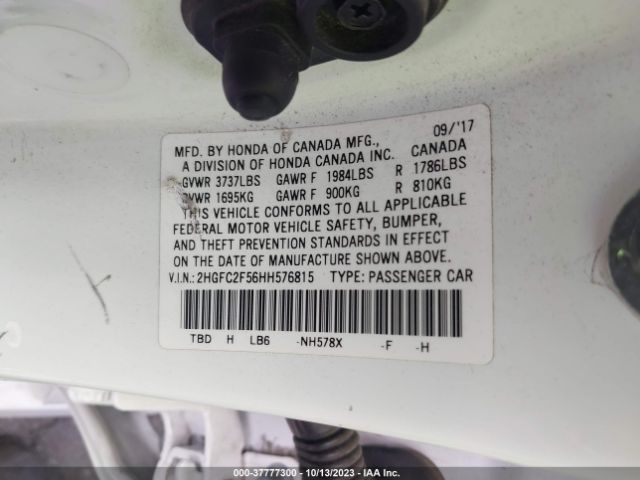 09/'17
MFD. BY HONDA OF CANADA MFG.,
A DIVISION OF HONDA CANADA INC. CANADA
GVWR 3737LBS GAWR F 1984LBS R 1786LBS
GVWR 1695KG GAWR F 900KG R 810KG
THIS VEHICLE CONFORMS TO ALL APPLICABLE
FEDERAL MOTOR VEHICLE SAFETY, BUMPER,
AND THEFT PREVENTION STANDARDS IN EFFECT
ON THE DATE OF MANUFACTURE SHOWN ABOVE.
V.I.N.: 2HGFC2F56HH576815 TYPE: PASSENGER CAR
TBD H LB6 -NH578X -F -H
000-37777300 | 10/13/2023 | IAA Inc.